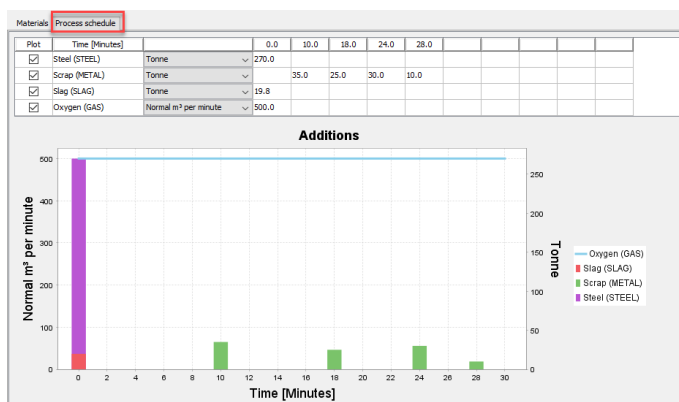 Materials Process schedule
Plot Time [Minutes] 0.0 10.0 18.0 24.0 28.0
Steel (STEEL) Tonne 270.0
Scrap (METAL) Tonne 35.0 25.0 30.0 10.0
Slag (SLAG) Tonne 19.8
Oxygen (GAS) Normal m³ per minute 500.0
Additions
Normal m³ per minute
500
400
300
200
100
0
250
200
150
100
50
0
Tonne
Oxygen (GAS)
Slag (SLAG)
Scrap (METAL)
Steel (STEEL)
0 2 4 6 8 10 12 14 16 18 20 22 24 26 28 30
Time [Minutes]